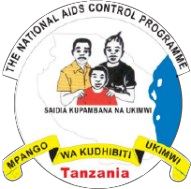 THE NATIONAL AIDS CONTROL PROGRAMME
SAIDIA KUPAMBANA NA UKIMWI
MPANGO WA KUDHIBITI UKIMWI
Tanzania